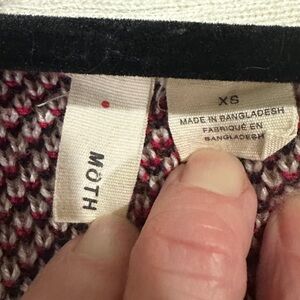 MOTH
XS
MADE IN BANGLADESH
FABRIQUÉ EN
BANGLADESH